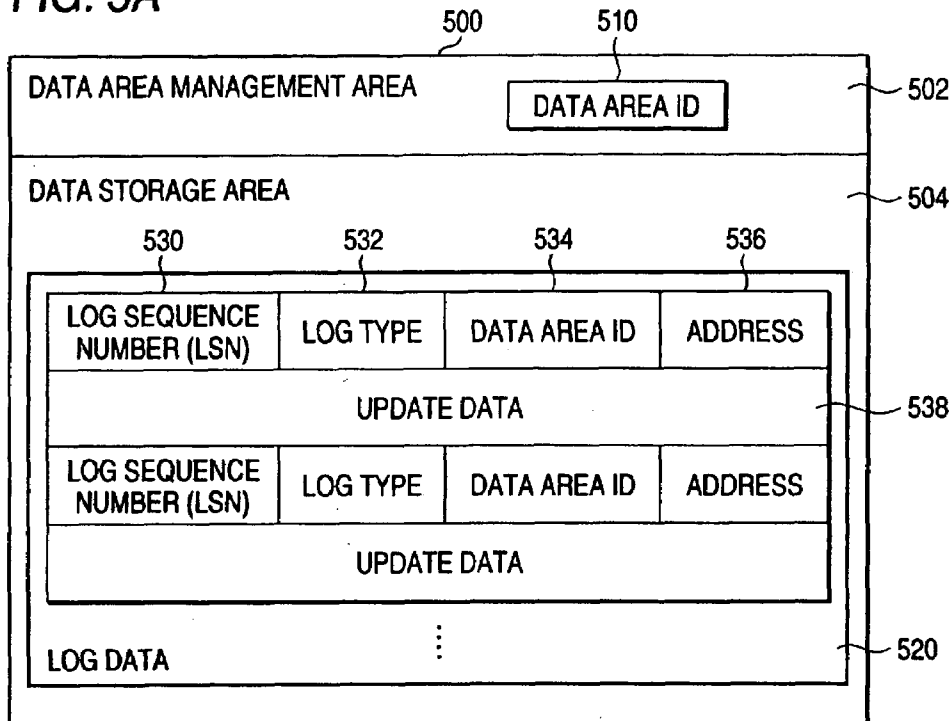 FIG. 5A
500 510
DATA AREA MANAGEMENT AREA
DATA AREA ID
502
DATA STORAGE AREA
504
530 532 534 536
LOG SEQUENCE NUMBER (LSN)
LOG TYPE
DATA AREA ID
ADDRESS
UPDATE DATA
538
LOG SEQUENCE NUMBER (LSN)
LOG TYPE
DATA AREA ID
ADDRESS
UPDATE DATA
LOG DATA
520